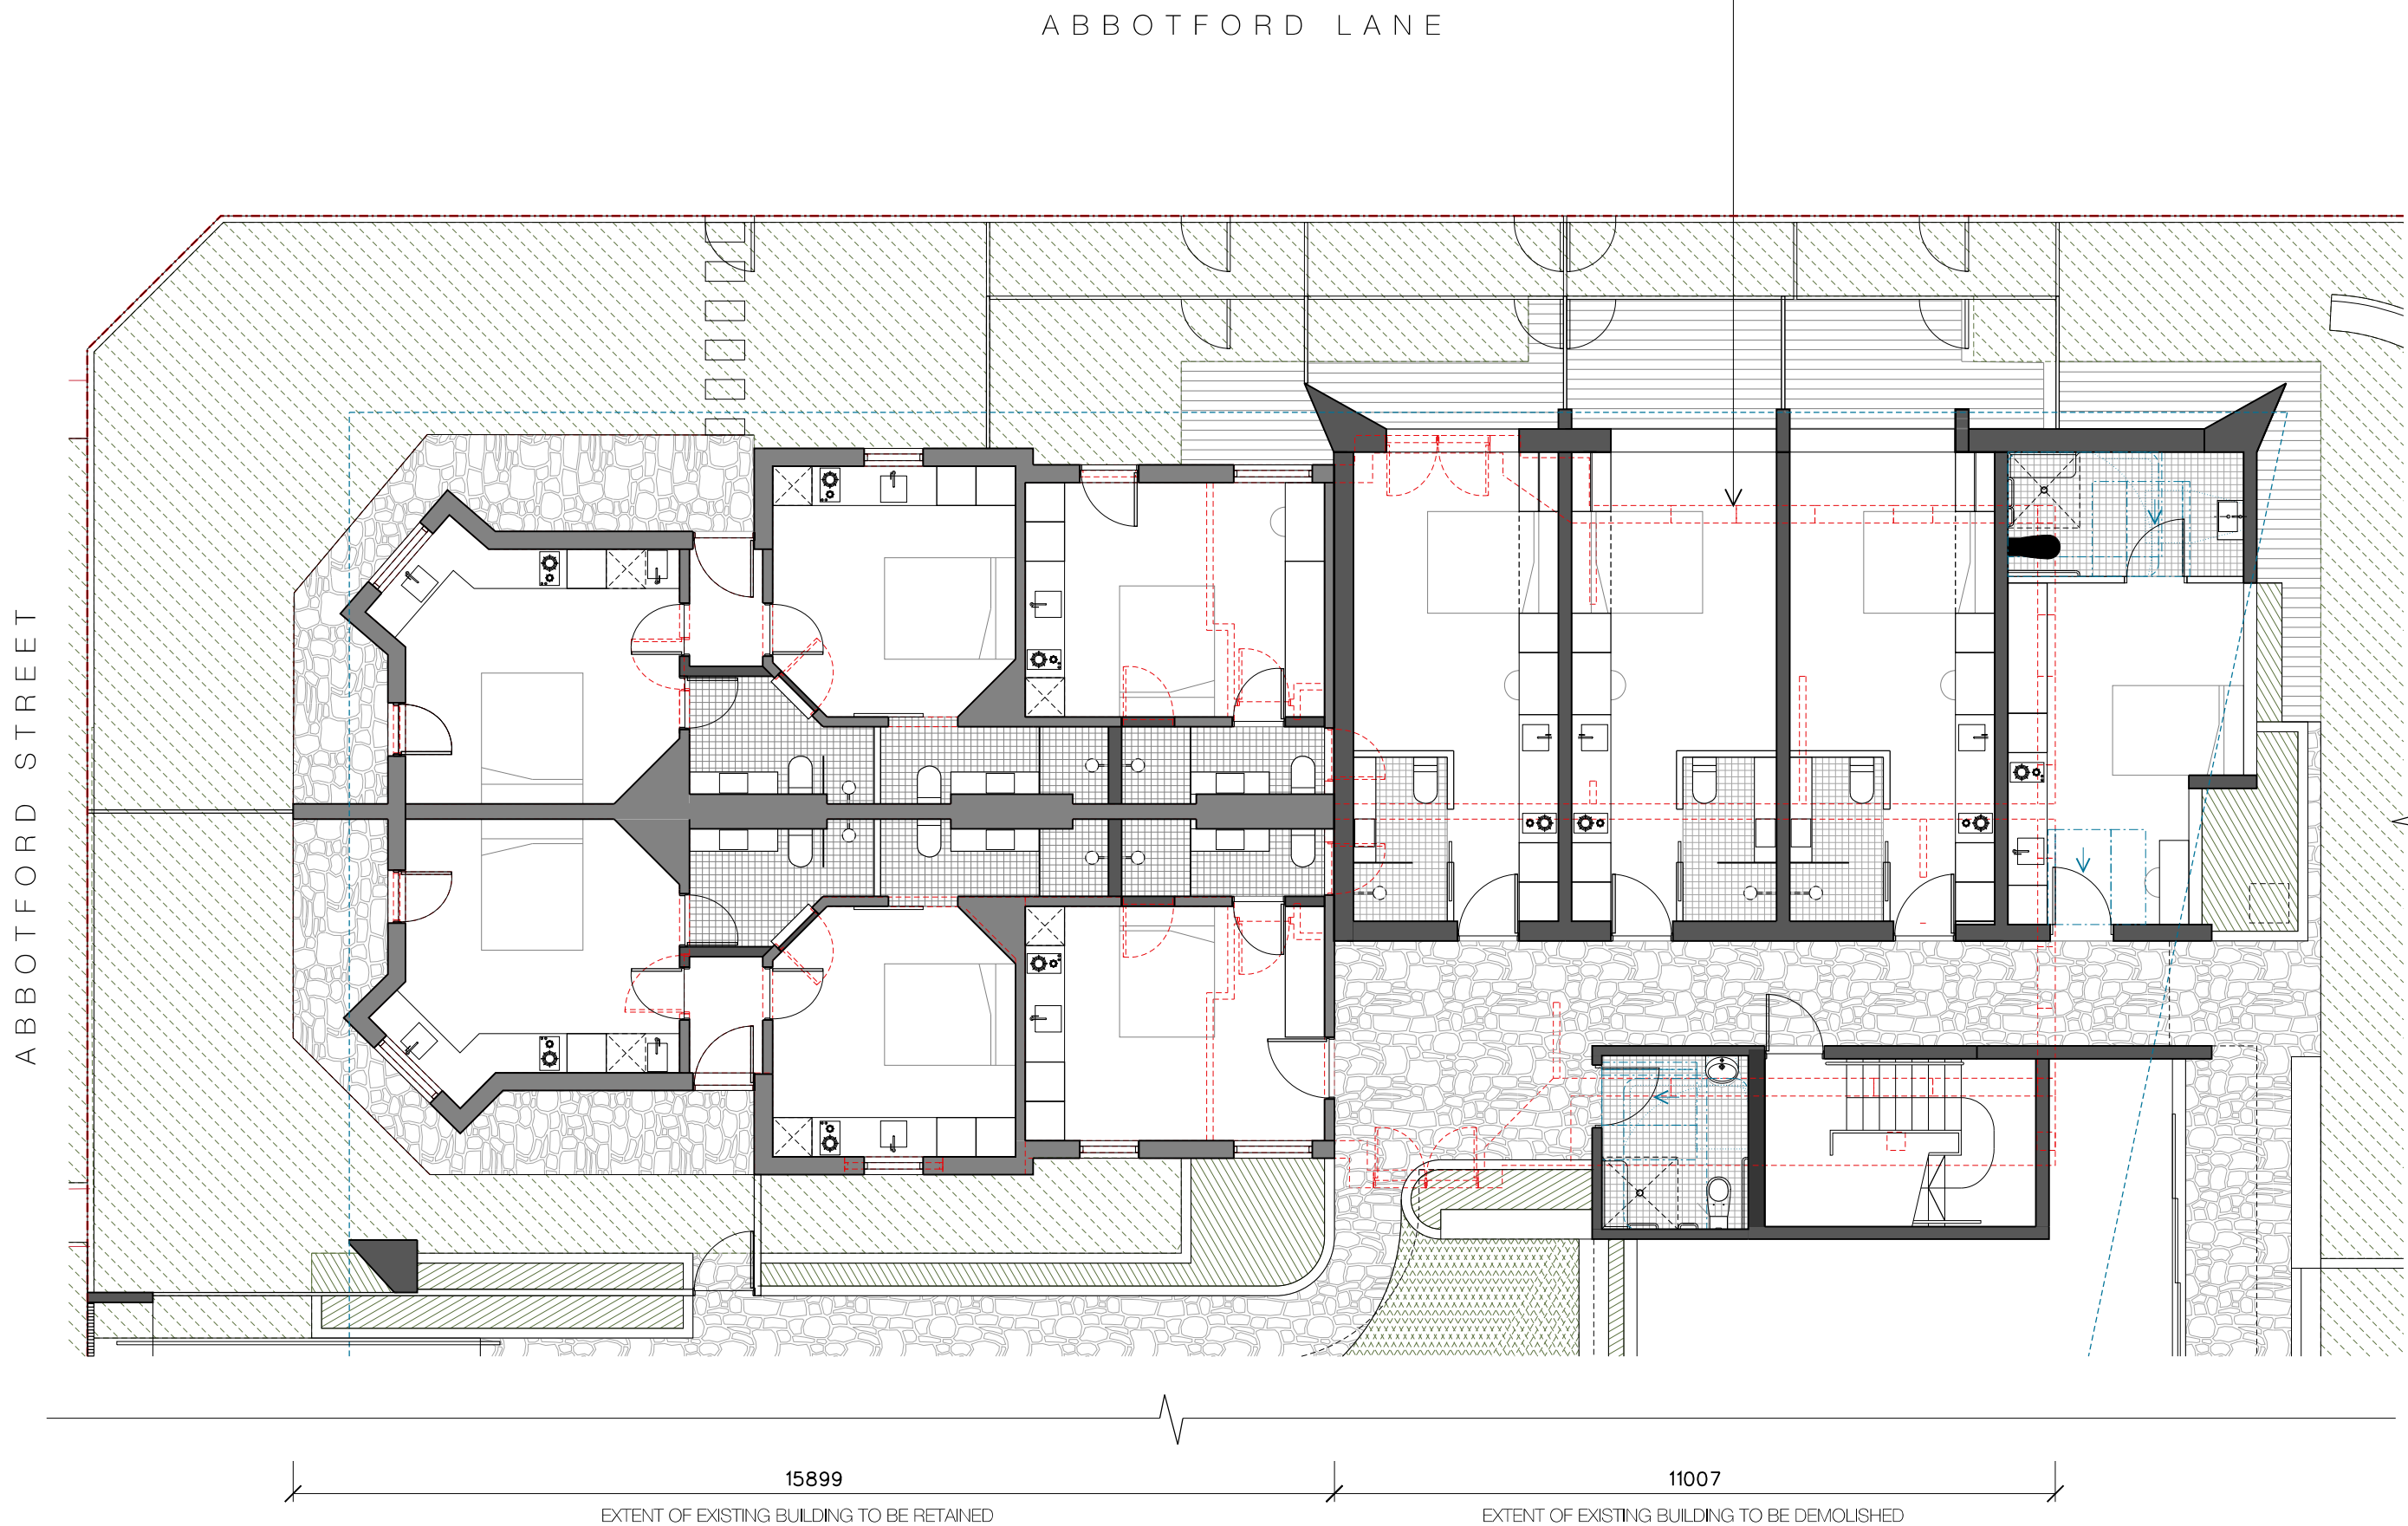 ABBOTFORD LANE
ABBOTFORD STREET
15899
11007
EXTENT OF EXISTING BUILDING TO BE RETAINED
EXTENT OF EXISTING BUILDING TO BE DEMOLISHED